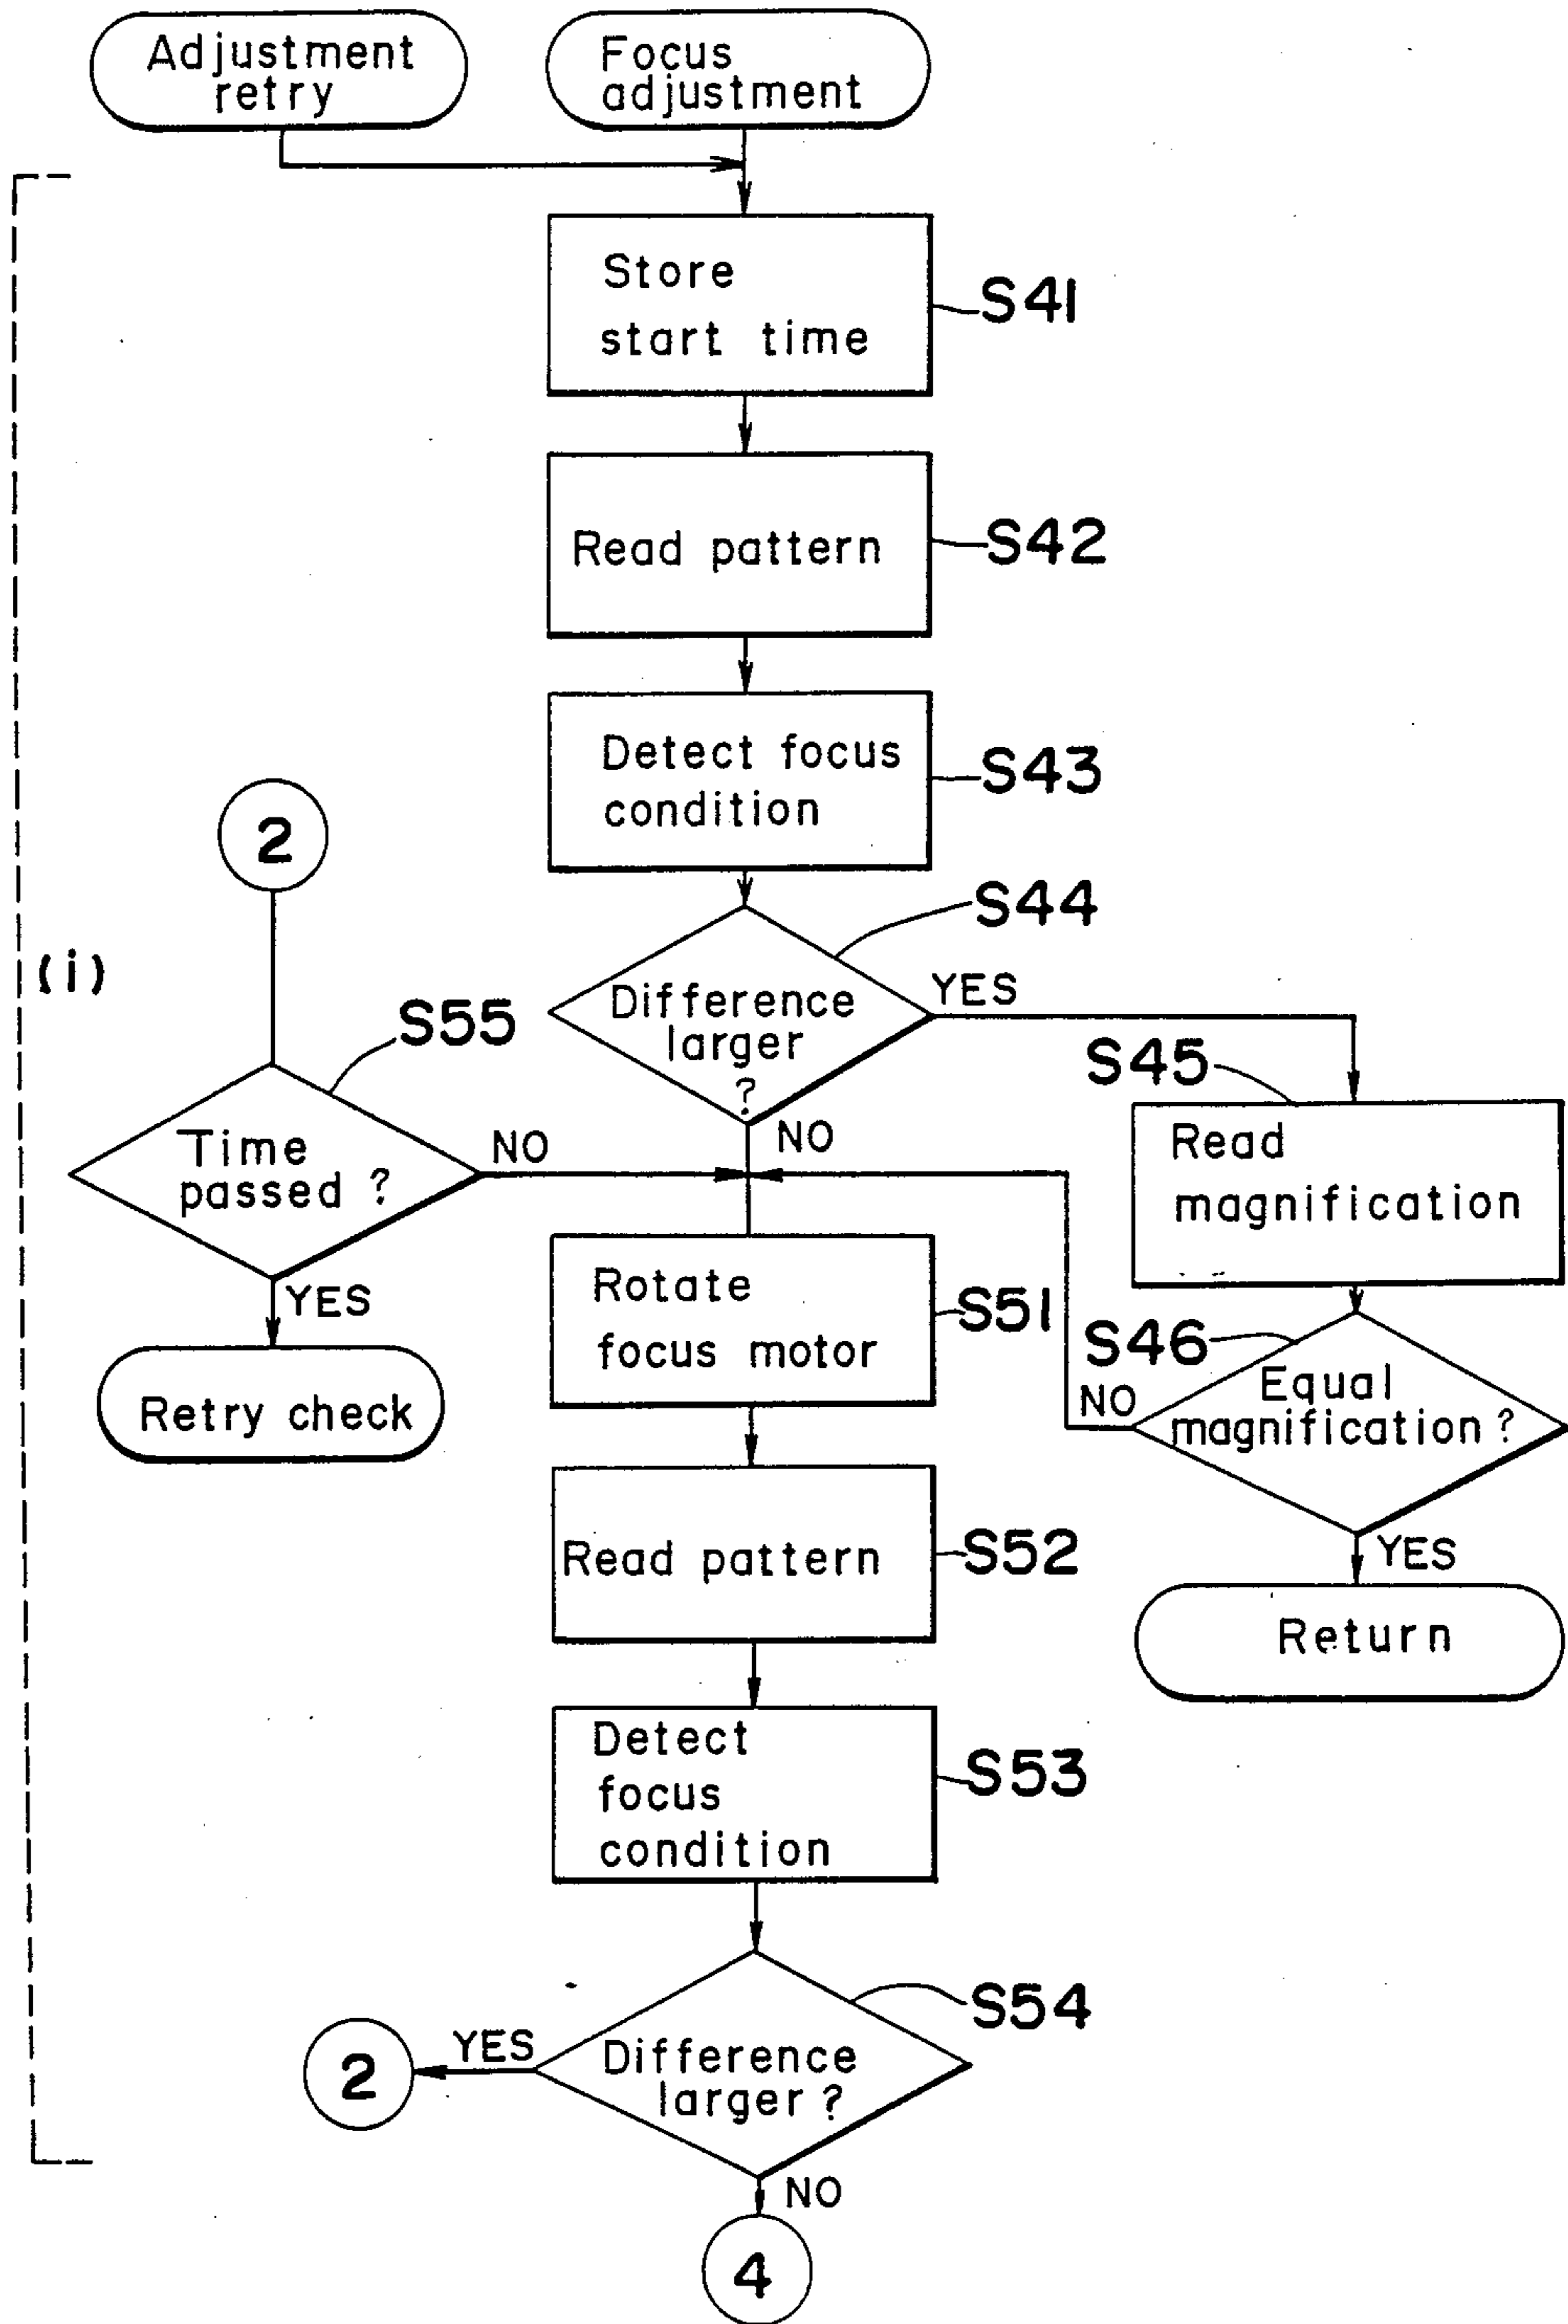 Adjustment
retry
Focus
adjustment
Store
start time
S41
Read pattern
S42
Detect focus
condition
S43
2
S44
(i)
Difference
larger
?
YES
NO
S55
Time
passed ?
NO
YES
Retry check
S45
Read
magnification
S46
Equal
magnification ?
NO
YES
Return
Rotate
focus motor
S51
Read pattern
S52
Detect
focus
condition
S53
S54
Difference
larger ?
YES
2
NO
4